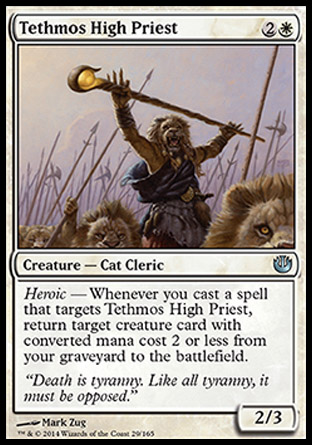 Tethmos High Priest 2
Creature — Cat Cleric
Heroic — Whenever you cast a spell
that targets Tethmos High Priest,
return target creature card with
converted mana cost 2 or less from
your graveyard to the battlefield.
“Death is tyranny. Like all tyranny, it
must be opposed.”
Mark Zug
™ & © 2014 Wizards of the Coast 29/165
2/3